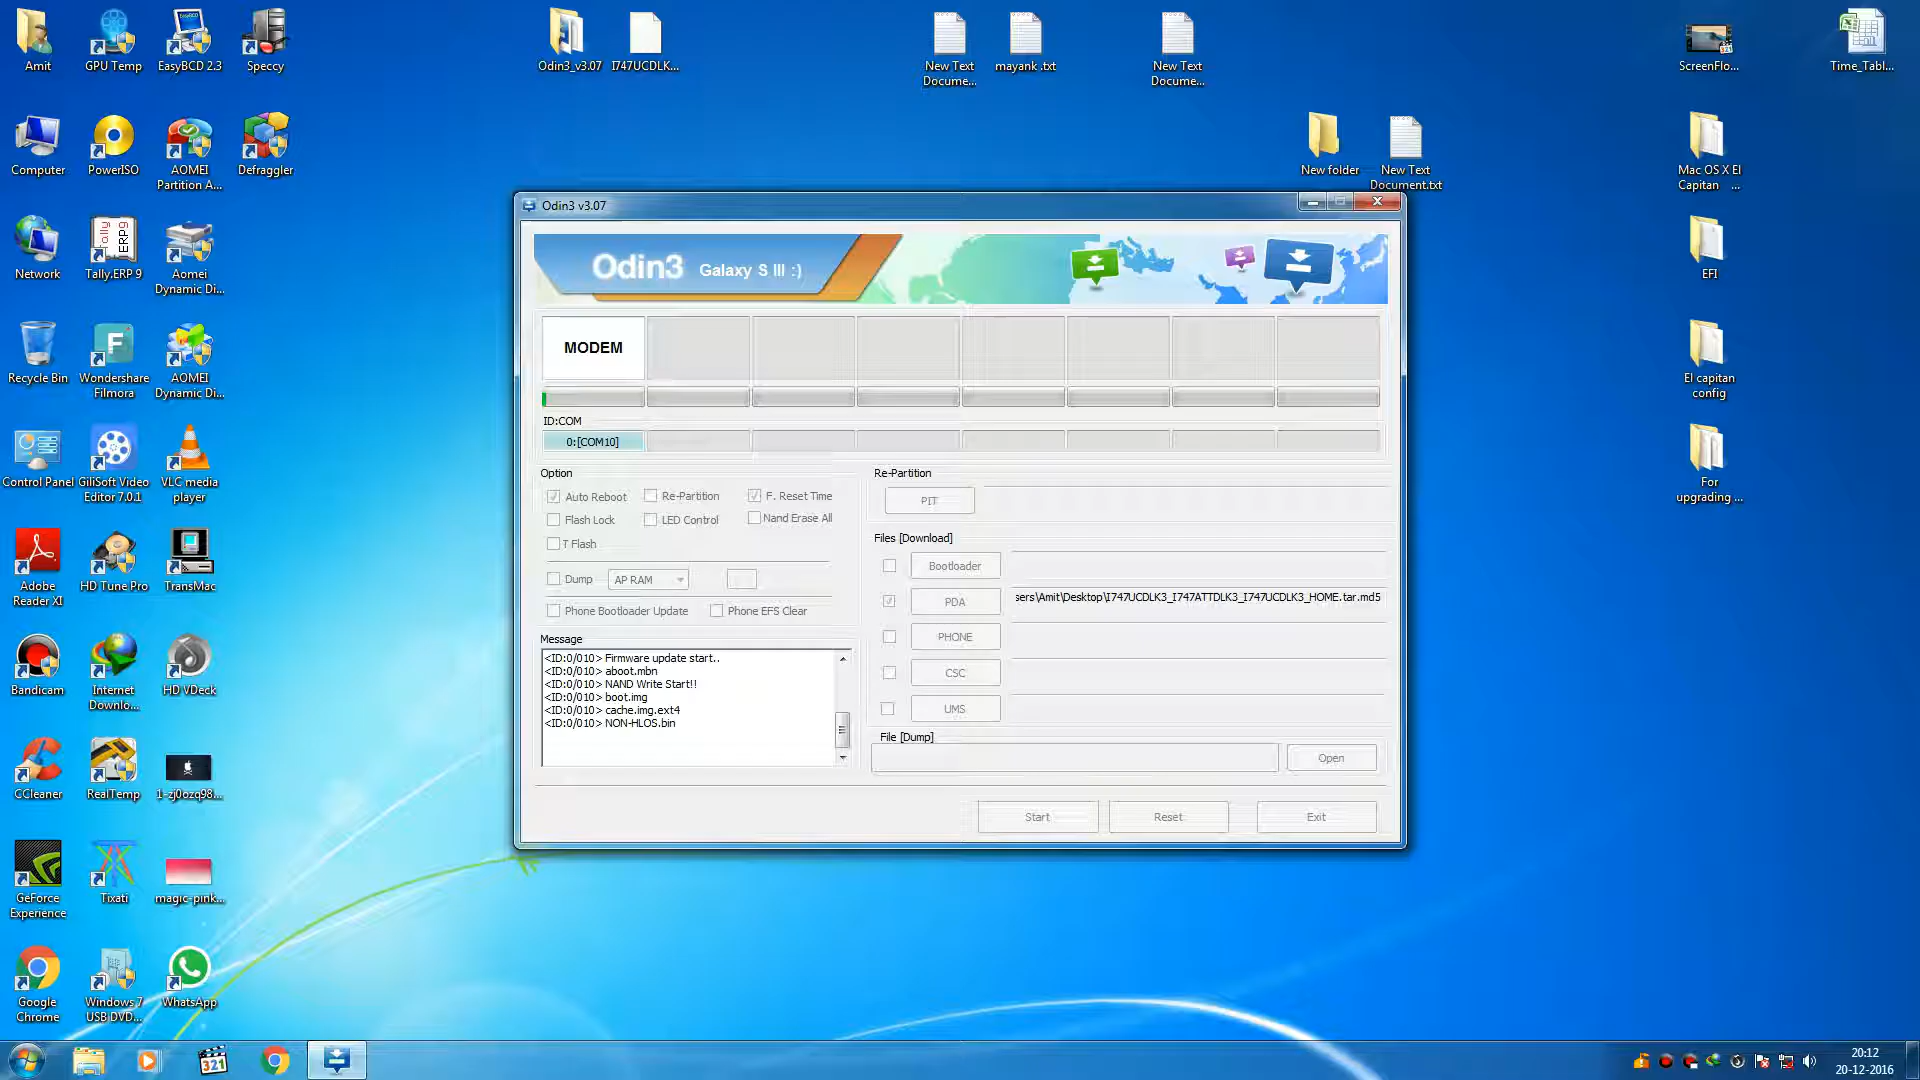 Amit
GPU Temp
EasyBCD 2.3
Speccy
Odin3_v3.07
I747UCDLK...
New Text
Docume...
mayank .txt
New Text
Docume...
ScreenFlo...
Time_Tabl...
Computer
PowerISO
AOMEI
Partition A...
Defraggler
New folder
New Text
Document.txt
Mac OS X El
Capitan ...
Network
Tally.ERP 9
Aomei
Dynamic Di...
EFI
Recycle Bin
Wondershare
Filmora
AOMEI
Dynamic Di...
El capitan
config
Control Panel
GiliSoft Video
Editor 7.0.1
VLC media
player
For
upgrading ...
Adobe
Reader XI
HD Tune Pro
TransMac
Bandicam
Internet
Downlo...
HD VDeck
CCleaner
RealTemp
1-zj0ozq98...
GeForce
Experience
Tixati
magic-pink...
Google
Chrome
Windows 7
USB DVD...
WhatsApp
Odin3 v3.07
Odin3 Galaxy S III :)
MODEM
ID:COM
0:[COM10]
Option
Auto Reboot
Re-Partition
F. Reset Time
Flash Lock
LED Control
Nand Erase All
T Flash
Dump
AP RAM
Phone Bootloader Update
Phone EFS Clear
Message
<ID:0/010> Firmware update start..
<ID:0/010> aboot.mbn
<ID:0/010> NAND Write Start!!
<ID:0/010> boot.img
<ID:0/010> cache.img.ext4
<ID:0/010> NON-HLOS.bin
Re-Partition
PIT
Files [Download]
Bootloader
PDA
sers\Amit\Desktop\I747UCDLK3_I747ATTDLK3_I747UCDLK3_HOME.tar.md5
PHONE
CSC
UMS
File [Dump]
Open
Start
Reset
Exit
321
20:12
20-12-2016